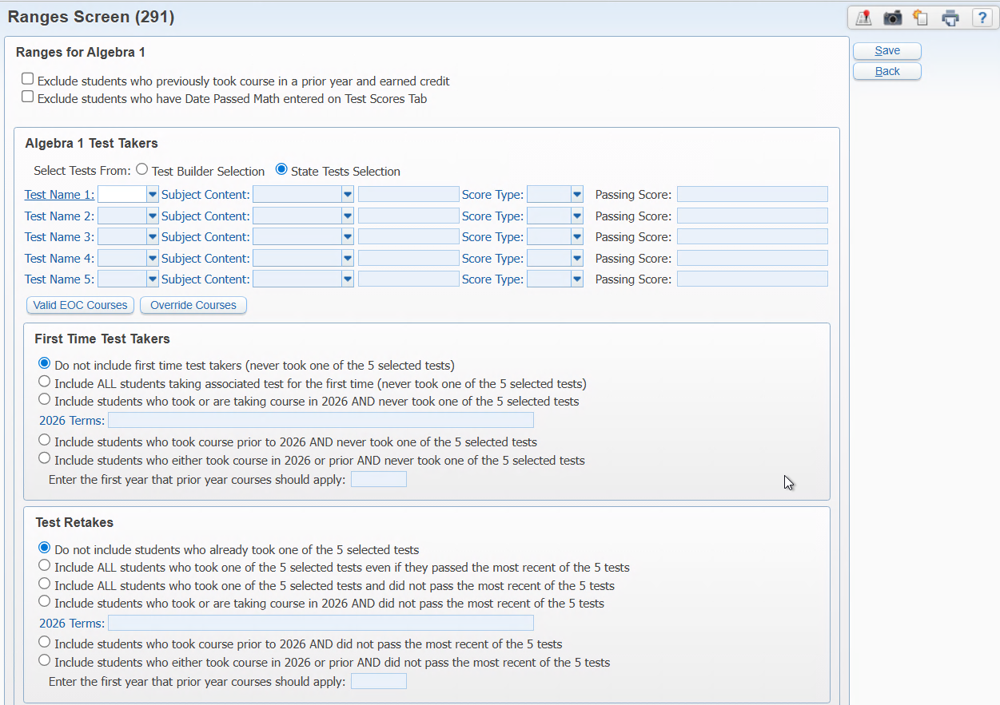 Ranges Screen (291)
?
Save
Back
Ranges for Algebra 1
Exclude students who previously took course in a prior year and earned credit
Exclude students who have Date Passed Math entered on Test Scores Tab
Algebra 1 Test Takers
Select Tests From: Test Builder Selection State Tests Selection
Test Name 1: Subject Content: Score Type: Passing Score:
Test Name 2: Subject Content: Score Type: Passing Score:
Test Name 3: Subject Content: Score Type: Passing Score:
Test Name 4: Subject Content: Score Type: Passing Score:
Test Name 5: Subject Content: Score Type: Passing Score:
Valid EOC Courses Override Courses
First Time Test Takers
Do not include first time test takers (never took one of the 5 selected tests)
Include ALL students taking associated test for the first time (never took one of the 5 selected tests)
Include students who took or are taking course in 2026 AND never took one of the 5 selected tests
2026 Terms:
Include students who took course prior to 2026 AND never took one of the 5 selected tests
Include students who either took course in 2026 or prior AND never took one of the 5 selected tests
Enter the first year that prior year courses should apply:
Test Retakes
Do not include students who already took one of the 5 selected tests
Include ALL students who took one of the 5 selected tests even if they passed the most recent of the 5 tests
Include ALL students who took one of the 5 selected tests and did not pass the most recent of the 5 tests
Include students who took or are taking course in 2026 AND did not pass the most recent of the 5 tests
2026 Terms:
Include students who took course prior to 2026 AND did not pass the most recent of the 5 tests
Include students who either took course in 2026 or prior AND did not pass the most recent of the 5 tests
Enter the first year that prior year courses should apply: